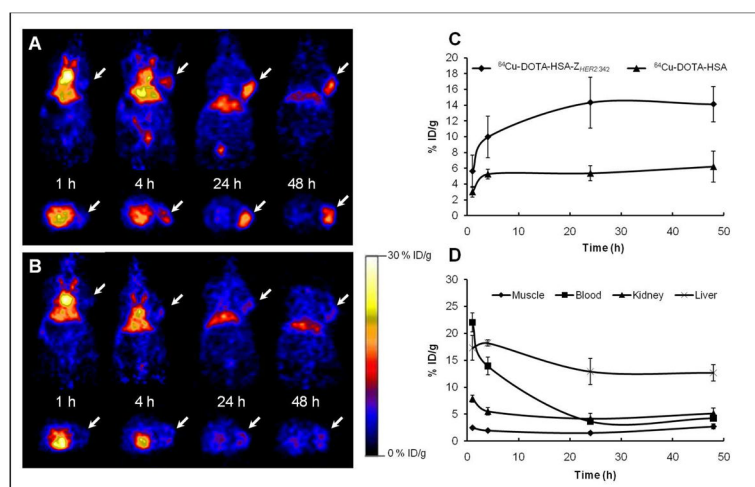 A
1 h 4 h 24 h 48 h
B
1 h 4 h 24 h 48 h
30 % ID/g
0 % ID/g
C
⁶⁴Cu-DOTA-HSA-Z_HER2342 ⁶⁴Cu-DOTA-HSA
20
18
16
14
12
10
8
6
4
2
0
% ID/g
0 10 20 30 40 50
Time (h)
D
Muscle Blood Kidney Liver
30
25
20
15
10
5
0
% ID/g
0 10 20 30 40 50
Time (h)